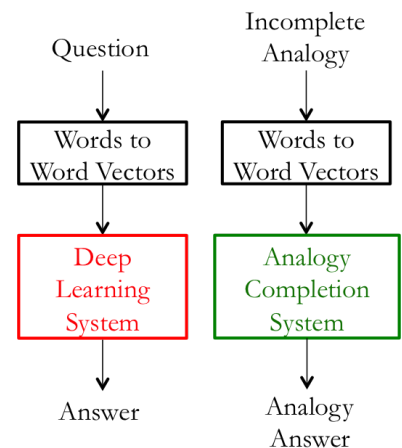 Question
Words to
Word Vectors
Deep
Learning
System
Answer
Incomplete
Analogy
Words to
Word Vectors
Analogy
Completion
System
Analogy
Answer